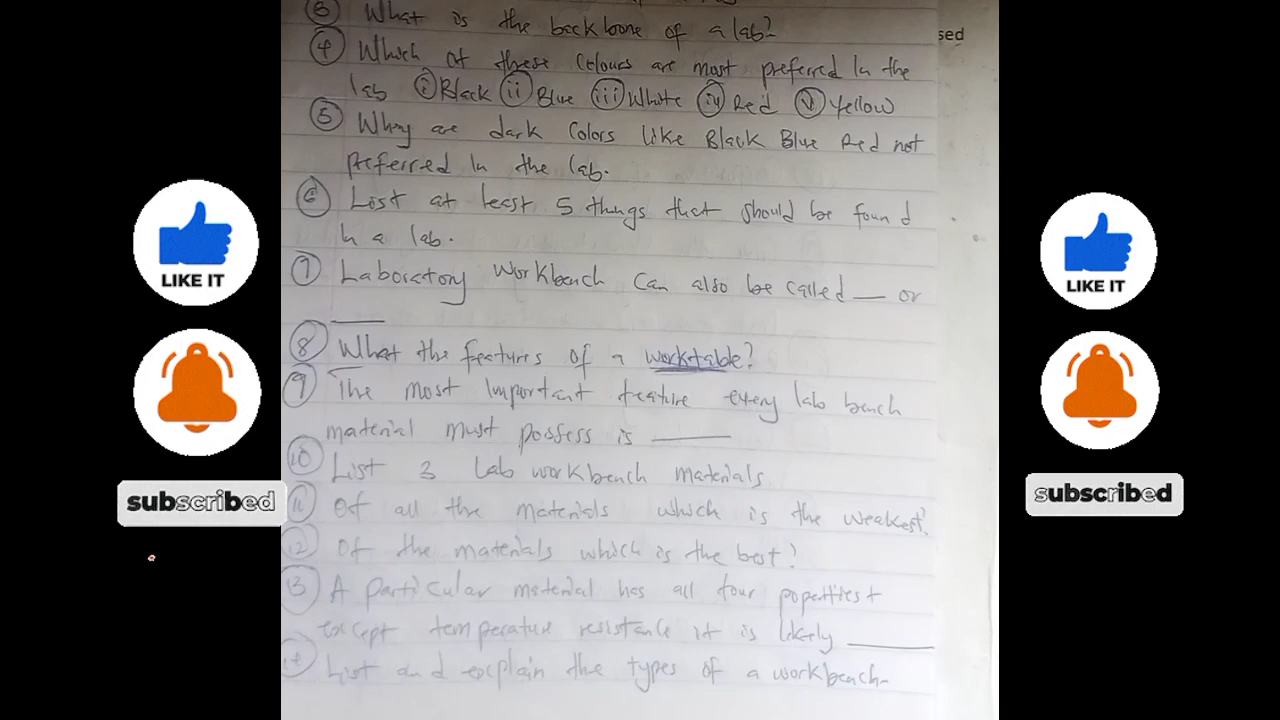 ③ What is the backbone of a lab?
sed
④ Which of these colours are most preferred In the
lab ⓘ Black ⓘⓘ Blue ⓘⓘⓘ White ⓘⓥ Red Ⓥ Yellow
⑤ Why are dark Colors like Black Blue Red not
preferred In the lab.
⑥ List at least 5 things that should be found
In a lab.
⑦ Laboratory Workbench Can also be called __ or
__
⑧ What the features of a worktable?
⑨ The most Important feature every lab bench
material must possess is __
⑩ List 3 Lab workbench materials
⑪ Of all the materials which is the weakest?
⑫ Of the materials which is the best?
⑬ A particular material has all four
except temperature resistance it is likely __
List and explain the types of a workbench-
LIKE IT
subscribed
LIKE IT
subscribed